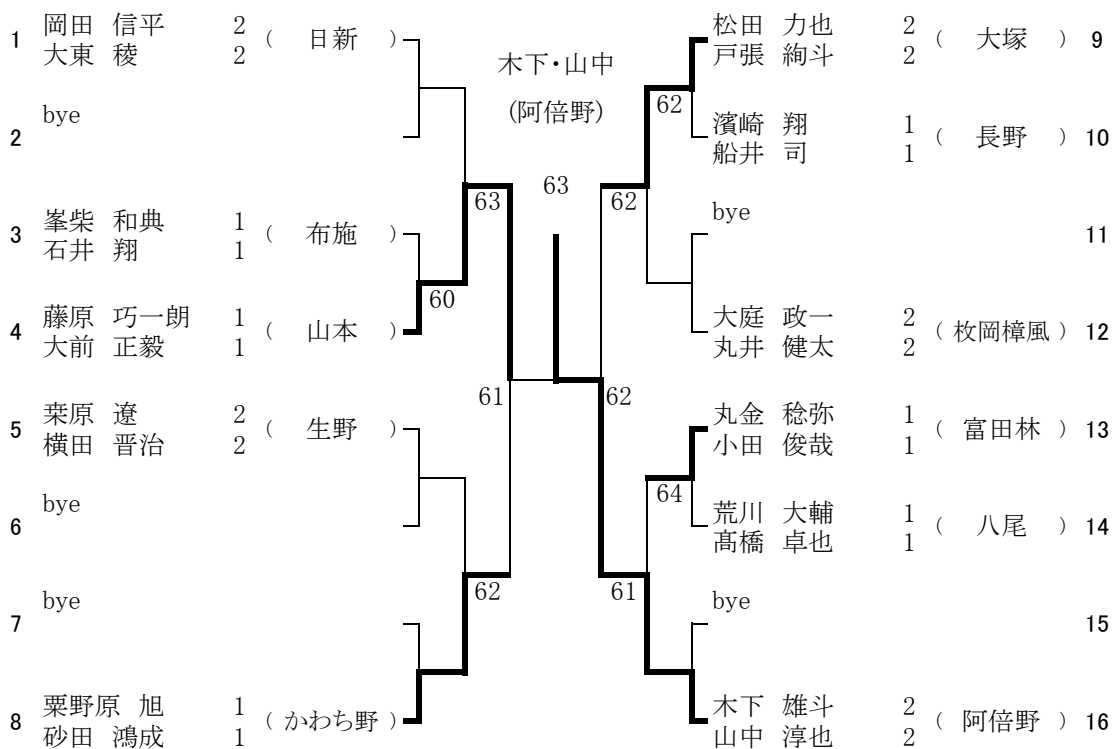 1 岡田 信平 2 ( 日新 )
大東 稜 2
2 bye
3 峯柴 和典 1 ( 布施 )
石井 翔 1
4 藤原 巧一朗 1 ( 山本 )
大前 正毅 1
5 栞原 遼 2 ( 生野 )
横田 晋治 2
6 bye
7 bye
8 粟野原 旭 1 ( かわち野 )
砂田 鴻成 1
60
63
62
61
木下・山中
(阿倍野)
63
62
62
62
64
61
松田 力也 2 ( 大塚 ) 9
戸張 絢斗 2
濱崎 翔 1 ( 長野 ) 10
船井 司 1
bye 11
大庭 政一 2 ( 枚岡樟風 ) 12
丸井 健太 2
丸金 稔弥 1 ( 富田林 ) 13
小田 俊哉 1
荒川 大輔 1 ( 八尾 ) 14
髙橋 卓也 1
bye 15
木下 雄斗 2 ( 阿倍野 ) 16
山中 淳也 2